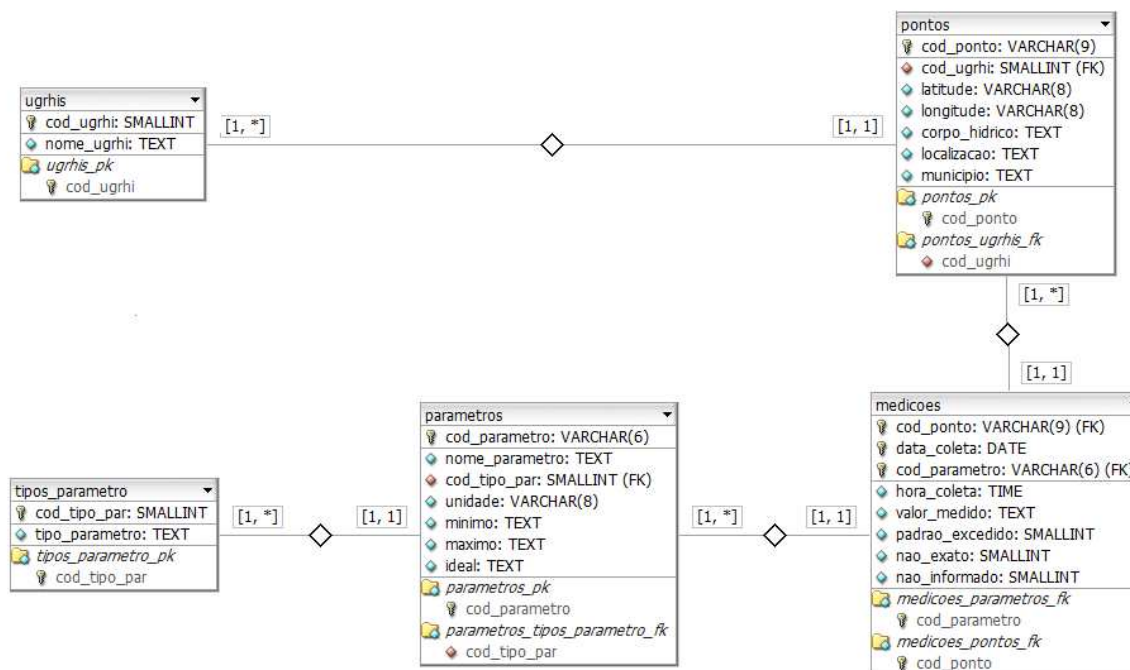 pontos
cod_ponto: VARCHAR(9)
cod_ugrhi: SMALLINT (FK)
latitude: VARCHAR(8)
longitude: VARCHAR(8)
corpo_hidrico: TEXT
localizacao: TEXT
municipio: TEXT
pontos_pk
cod_ponto
pontos_ugrhis_fk
cod_ugrhi
ugrhis
cod_ugrhi: SMALLINT
nome_ugrhi: TEXT
ugrhis_pk
cod_ugrhi
[1, *]
[1, 1]
[1, *]
[1, 1]
tipos_parametro
cod_tipo_par: SMALLINT
tipo_parametro: TEXT
tipos_parametro_pk
cod_tipo_par
[1, *]
[1, 1]
parametros
cod_parametro: VARCHAR(6)
nome_parametro: TEXT
cod_tipo_par: SMALLINT (FK)
unidade: VARCHAR(8)
minimo: TEXT
maximo: TEXT
ideal: TEXT
parametros_pk
cod_parametro
parametros_tipos_parametro_fk
cod_tipo_par
[1, *]
[1, 1]
medicoes
cod_ponto: VARCHAR(9) (FK)
data_coleta: DATE
cod_parametro: VARCHAR(6) (FK)
hora_coleta: TIME
valor_medido: TEXT
padrao_excedido: SMALLINT
nao_exato: SMALLINT
nao_informado: SMALLINT
medicoes_parametros_fk
cod_parametro
medicoes_pontos_fk
cod_ponto